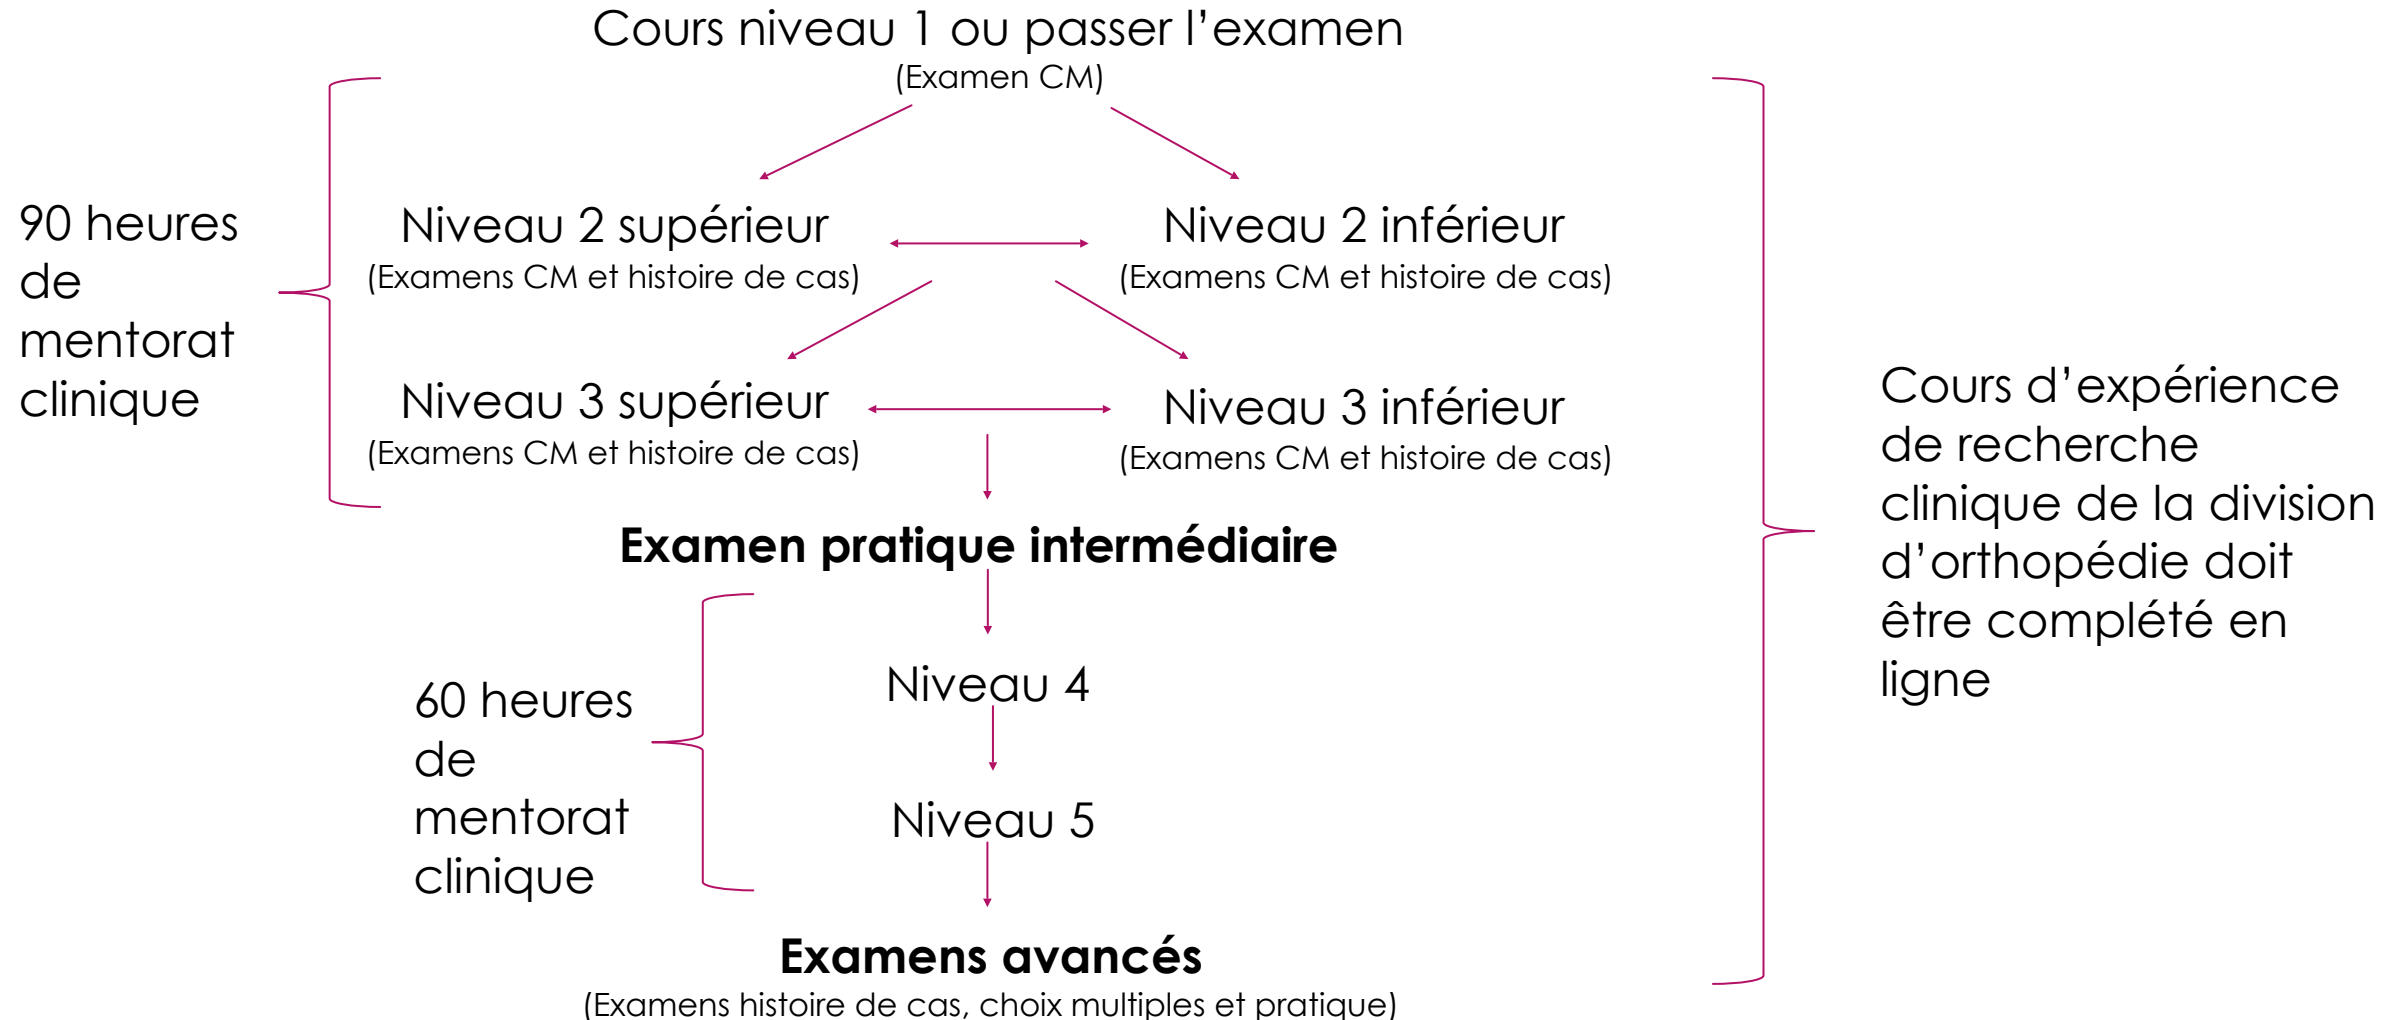 Cours niveau 1 ou passer l’examen
(Examen CM)
90 heures
de
mentorat
clinique
Niveau 2 supérieur
(Examens CM et histoire de cas)
Niveau 2 inférieur
(Examens CM et histoire de cas)
Niveau 3 supérieur
(Examens CM et histoire de cas)
Niveau 3 inférieur
(Examens CM et histoire de cas)
Examen pratique intermédiaire
60 heures
de
mentorat
clinique
Niveau 4
Niveau 5
Examens avancés
(Examens histoire de cas, choix multiples et pratique)
Cours d’expérience
de recherche
clinique de la division
d’orthopédie doit
être complété en
ligne